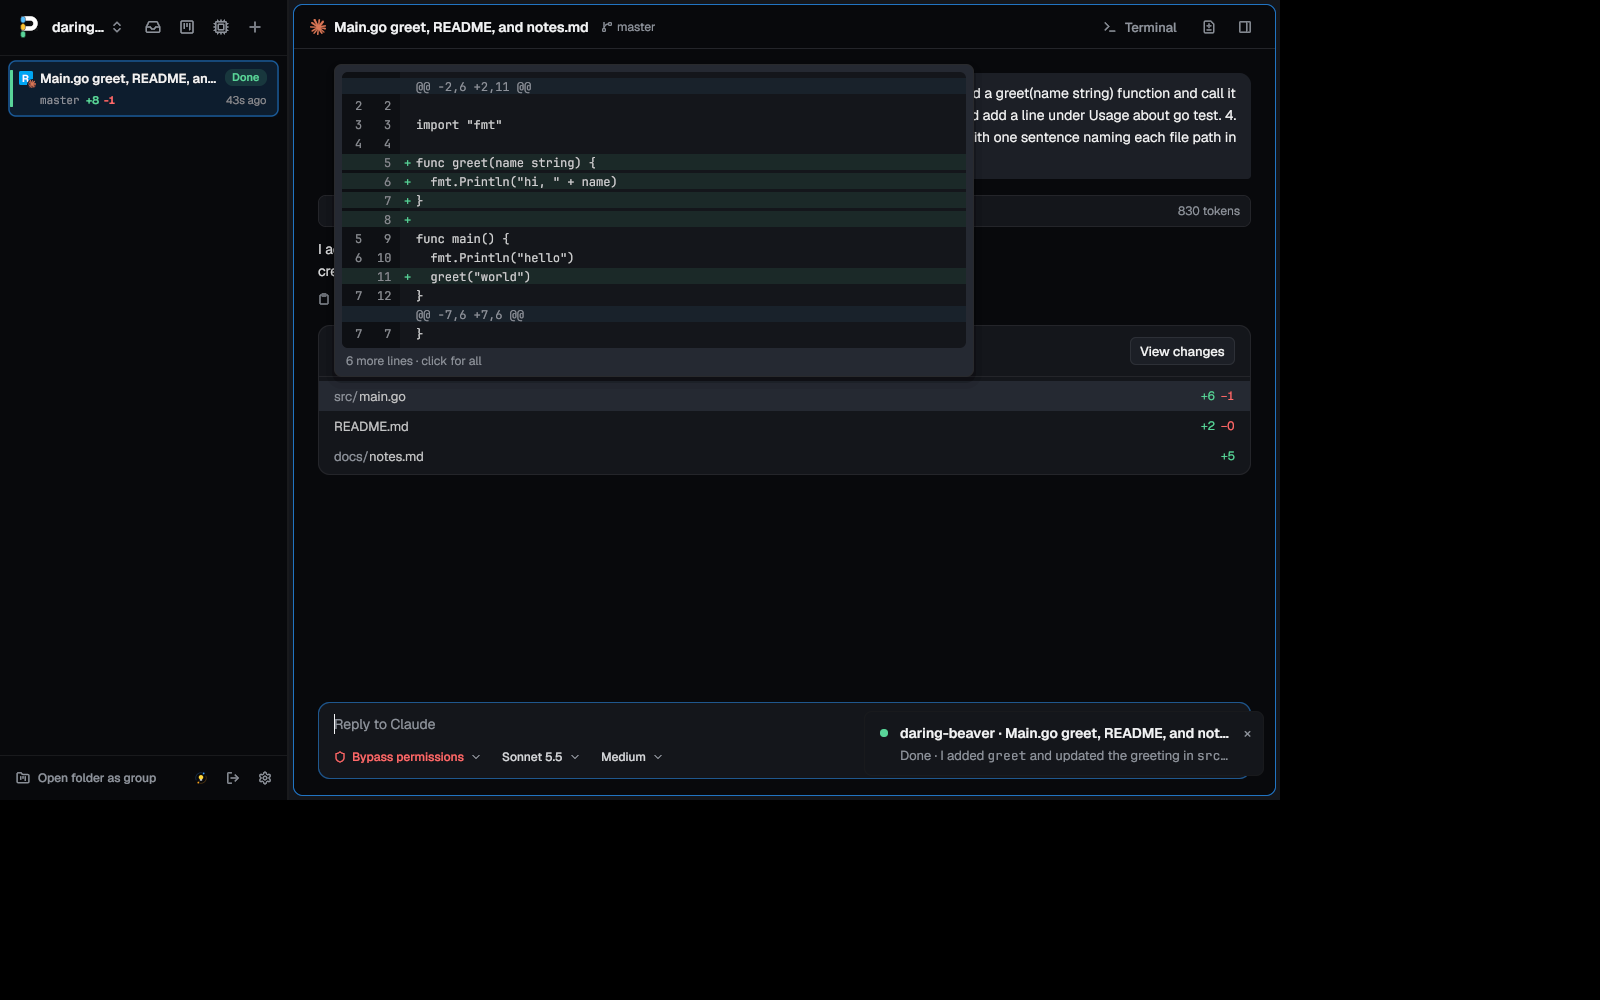 daring...
Main.go greet, README, an...
Done
master +8 -1
43s ago
Open folder as group
Main.go greet, README, and notes.md
master
Terminal
d a greet(name string) function and call it
d add a line under Usage about go test. 4.
ith one sentence naming each file path in
830 tokens
I a
cre
@@ -2,6 +2,11 @@
2 2
3 3 import "fmt"
4 4
5 + func greet(name string) {
6 + fmt.Println("hi, " + name)
7 + }
8 +
5 9 func main() {
6 10 fmt.Println("hello")
11 + greet("world")
7 12 }
@@ -7,6 +7,6 @@
7 7 }
6 more lines · click for all
View changes
src/main.go +6 −1
README.md +2 −0
docs/notes.md +5
Reply to Claude
Bypass permissions
Sonnet 5.5
Medium
daring-beaver · Main.go greet, README, and not...
×
Done · I added greet and updated the greeting in src...